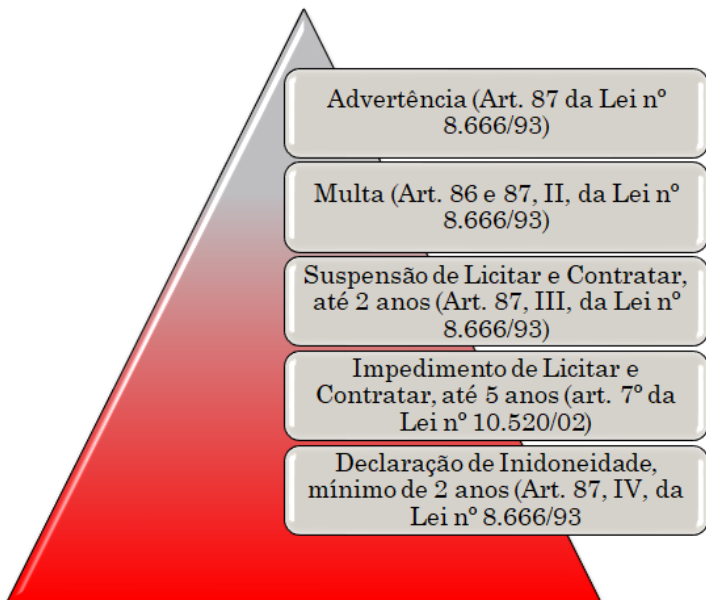 Advertência (Art. 87 da Lei nº
8.666/93)
Multa (Art. 86 e 87, II, da Lei nº
8.666/93)
Suspensão de Licitar e Contratar,
até 2 anos (Art. 87, III, da Lei nº
8.666/93)
Impedimento de Licitar e
Contratar, até 5 anos (art. 7º da
Lei nº 10.520/02)
Declaração de Inidoneidade,
mínimo de 2 anos (Art. 87, IV, da
Lei nº 8.666/93